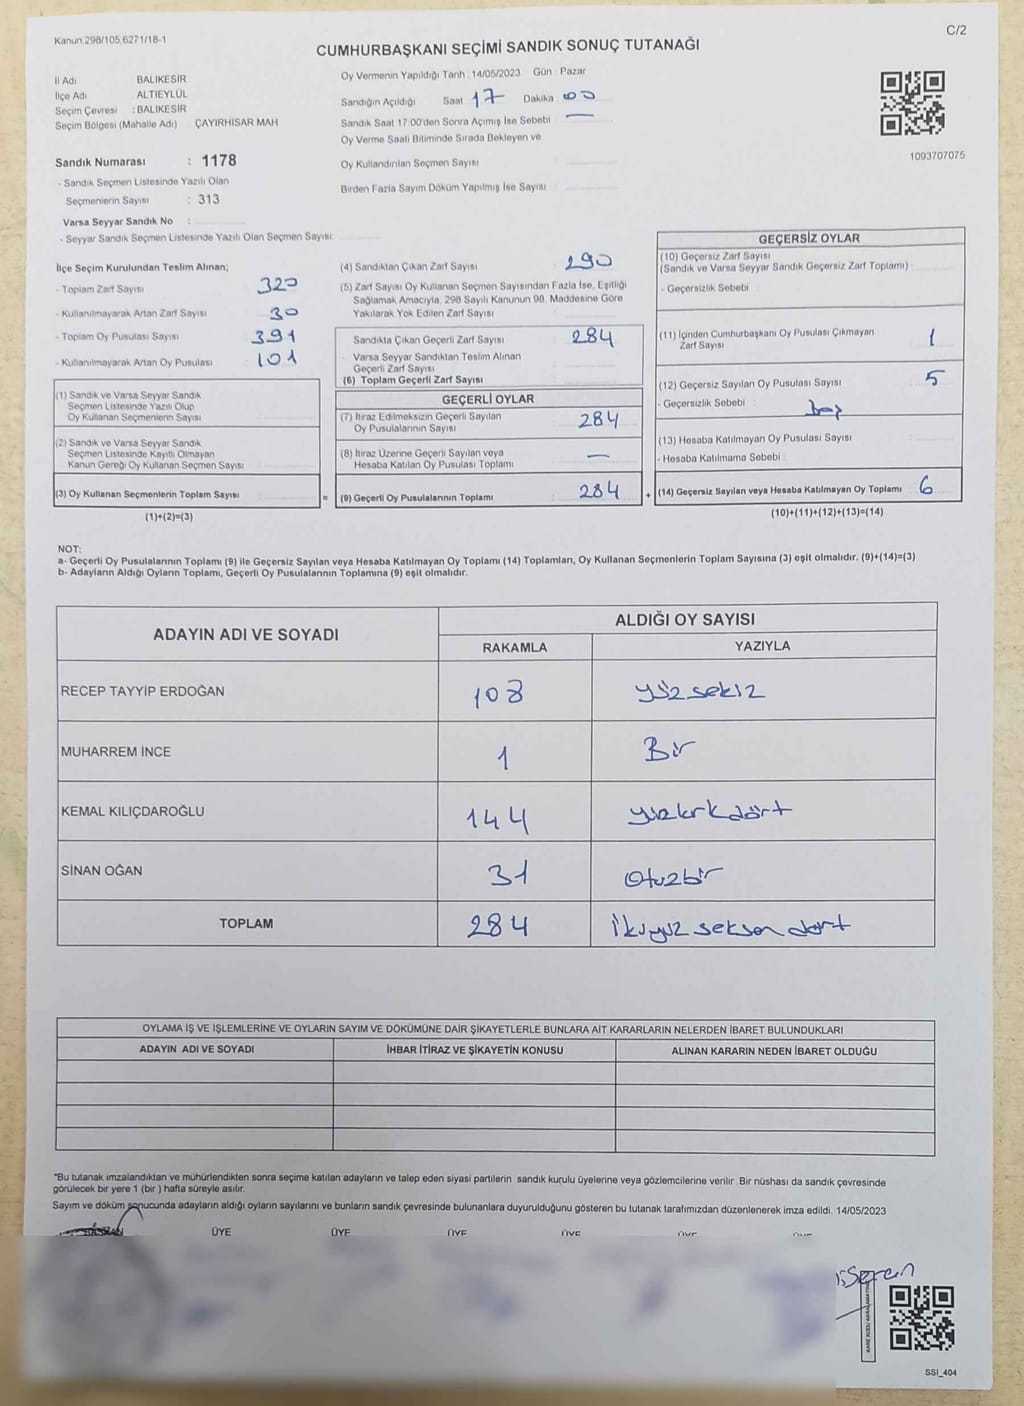 Kanun 298/105,6271/18-1
C/2
CUMHURBAŞKANI SEÇİMİ SANDIK SONUÇ TUTANAĞI
İl Adı BALIKESİR
İlçe Adı ALTIEYLÜL
Seçim Çevresi : BALIKESİR
Seçim Bölgesi (Mahalle Adı) ÇAYIRHİSAR MAH
Sandık Numarası : 1178
- Sandık Seçmen Listesinde Yazılı Olan
Seçmenlerin Sayısı : 313
Varsa Seyyar Sandık No :
- Seyyar Sandık Seçmen Listesinde Yazılı Olan Seçmen Sayısı:
Oy Vermenin Yapıldığı Tarih : 14/05/2023 Gün : Pazar
Sandığın Açıldığı Saat 17 Dakika 00
Sandık Saat 17:00'den Sonra Açımış İse Sebebi : —
Oy Verme Saati Bitiminde Sırada Bekleyen ve
Oy Kullandırılan Seçmen Sayısı
Birden Fazla Sayım Döküm Yapılmış İse Sayısı
1093707075
İlçe Seçim Kurulundan Teslim Alınan;
- Toplam Zarf Sayısı 320
- Kullanılmayarak Artan Zarf Sayısı 30
- Toplam Oy Pusulası Sayısı 391
- Kullanılmayarak Artan Oy Pusulası 101
(1) Sandık ve Varsa Seyyar Sandık
Seçmen Listesinde Yazılı Olup
Oy Kullanan Seçmenlerin Sayısı
(2) Sandık ve Varsa Seyyar Sandık
Seçmen Listesinde Kayıtlı Olmayan
Kanun Gereği Oy Kullanan Seçmen Sayısı
(3) Oy Kullanan Seçmenlerin Toplam Sayısı
(1)+(2)=(3)
=
(4) Sandıktan Çıkan Zarf Sayısı 290
(5) Zarf Sayısı Oy Kullanan Seçmen Sayısından Fazla İse, Eşitliği
Sağlamak Amacıyla, 298 Sayılı Kanunun 98. Maddesine Göre
Yakılarak Yok Edilen Zarf Sayısı
Sandıkta Çıkan Geçerli Zarf Sayısı 284
Varsa Seyyar Sandıktan Teslim Alınan
Geçerli Zarf Sayısı
(6) Toplam Geçerli Zarf Sayısı
GEÇERLİ OYLAR
(7) İtiraz Edilmeksizin Geçerli Sayılan
Oy Pusulalarının Sayısı 284
(8) İtiraz Üzerine Geçerli Sayılan veya
Hesaba Katılan Oy Pusulası Toplamı —
(9) Geçerli Oy Pusulalarının Toplamı 284
+
GEÇERSİZ OYLAR
(10) Geçersiz Zarf Sayısı
(Sandık ve Varsa Seyyar Sandık Geçersiz Zarf Toplamı) :
- Geçersizlik Sebebi :
(11) İçinden Cumhurbaşkanı Oy Pusulası Çıkmayan
Zarf Sayısı 1
(12) Geçersiz Sayılan Oy Pusulası Sayısı 5
- Geçersizlik Sebebi :
(13) Hesaba Katılmayan Oy Pusulası Sayısı
- Hesaba Katılmama Sebebi :
(14) Geçersiz Sayılan veya Hesaba Katılmayan Oy Toplamı 6
(10)+(11)+(12)+(13)=(14)
NOT:
a- Geçerli Oy Pusulalarının Toplamı (9) ile Geçersiz Sayılan veya Hesaba Katılmayan Oy Toplamı (14) Toplamları, Oy Kullanan Seçmenlerin Toplam Sayısına (3) eşit olmalıdır. (9)+(14)=(3)
b- Adayların Aldığı Oyların Toplamı, Geçerli Oy Pusulalarının Toplamına (9) eşit olmalıdır.
ADAYIN ADI VE SOYADI
ALDIĞI OY SAYISI
RAKAMLA YAZIYLA
RECEP TAYYİP ERDOĞAN 108 yüz sekiz
MUHARREM İNCE 1 Bir
KEMAL KILIÇDAROĞLU 144 yüzkırkdört
SİNAN OĞAN 31 Otuzbir
TOPLAM 284 İkiyüz seksen dört
OYLAMA İŞ VE İŞLEMLERİNE VE OYLARIN SAYIM VE DÖKÜMÜNE DAİR ŞİKAYETLERLE BUNLARA AİT KARARLARIN NELERDEN İBARET BULUNDUKLARI
ADAYIN ADI VE SOYADI İHBAR İTİRAZ VE ŞİKAYETİN KONUSU ALINAN KARARIN NEDEN İBARET OLDUĞU
*Bu tutanak imzalandıktan ve mühürlendikten sonra seçime katılan adayların ve talep eden siyasi partilerin sandık kurulu üyelerine veya gözlemcilerine verilir .Bir nüshası da sandık çevresinde
görülecek bir yere 1 (bir ) hafta süreyle asılır.
Sayım ve döküm sonucunda adayların aldığı oyların sayılarını ve bunların sandık çevresinde bulunanlara duyurulduğunu gösteren bu tutanak tarafımızdan düzenlenerek imza edildi. 14/05/2023
BAŞKAN ÜYE ÜYE ÜYE ÜYE ÜYE ÜYE
SSI_404